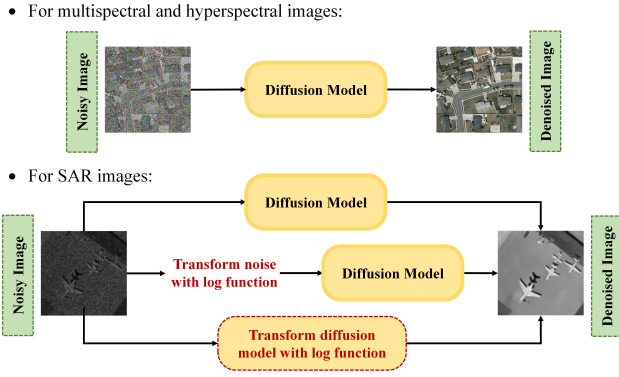 • For multispectral and hyperspectral images:
Noisy Image
Diffusion Model
Denoised Image
• For SAR images:
Diffusion Model
Noisy Image
Transform noise
with log function
Diffusion Model
Denoised Image
Transform diffusion
model with log function